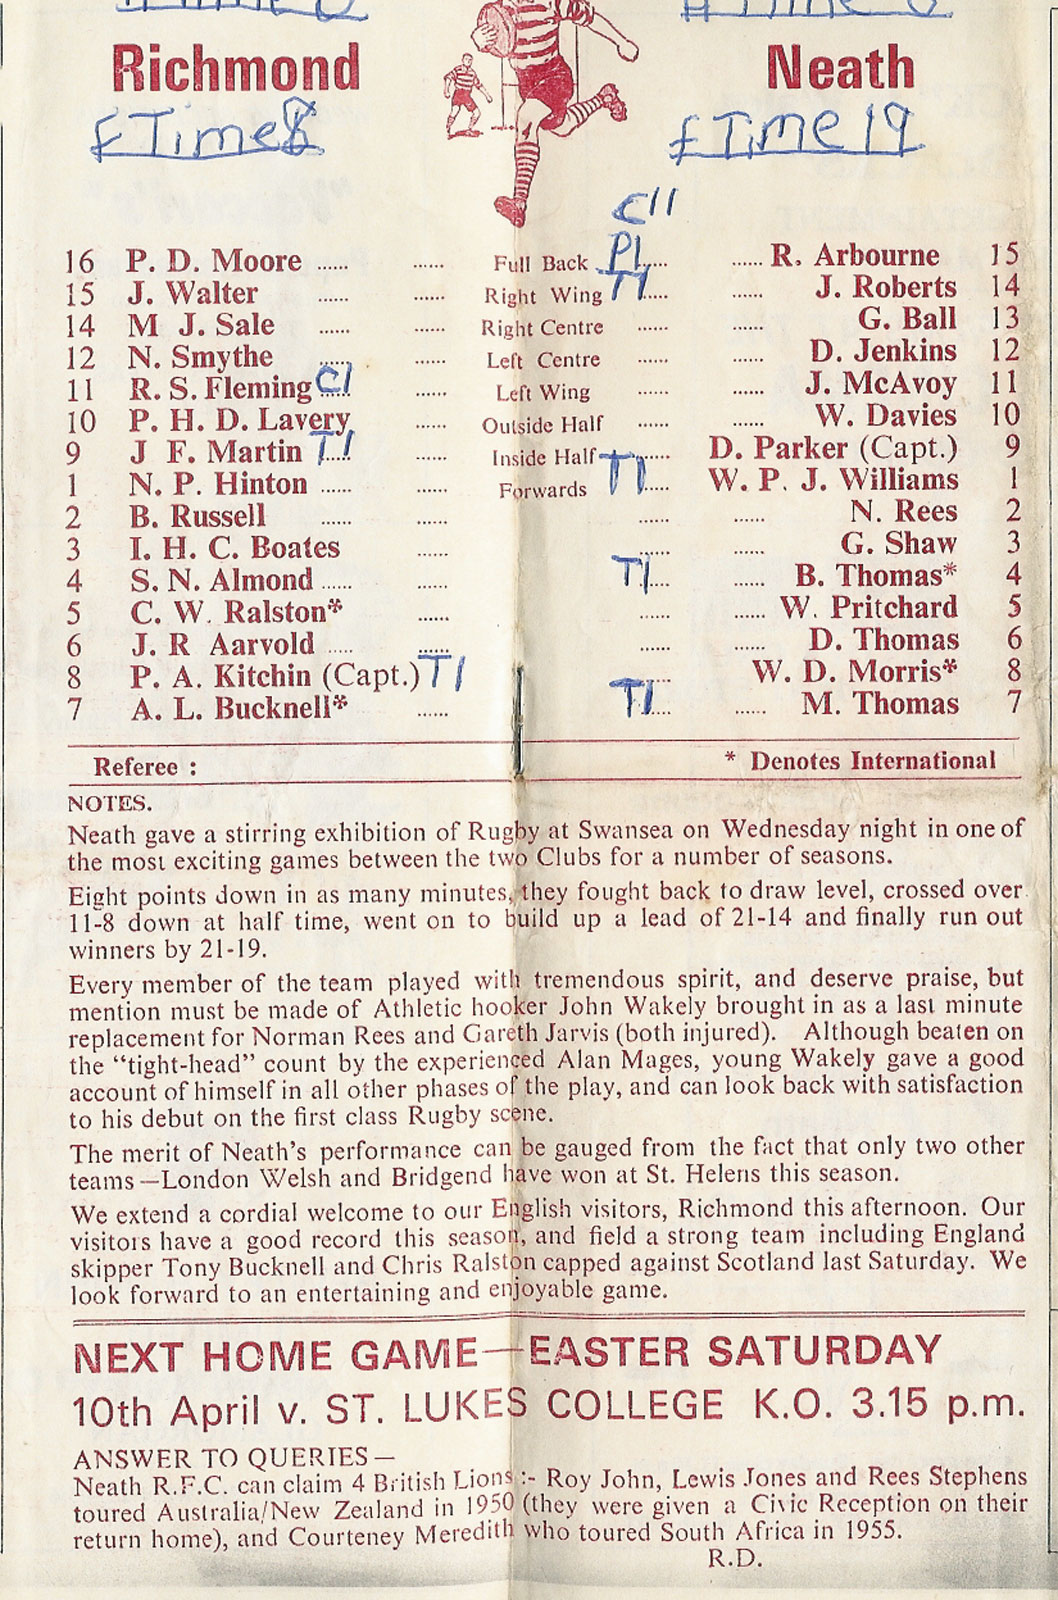 Richmond Neath
£ Time 8 £ Time 19
C11
16 P. D. Moore ...... ...... Full Back P1 ...... R. Arbourne 15
15 J. Walter ...... ...... Right Wing T1 ...... J. Roberts 14
14 M J. Sale ...... ...... Right Centre ...... ...... G. Ball 13
12 N. Smythe ...... ...... Left Centre ...... ...... D. Jenkins 12
11 R. S. Fleming C1 ...... Left Wing ...... ...... J. McAvoy 11
10 P. H. D. Lavery ...... Outside Half ...... ...... W. Davies 10
9 J F. Martin T1 ...... Inside Half ...... D. Parker (Capt.) 9
1 N. P. Hinton ...... ...... Forwards T1 ...... W. P. J. Williams 1
2 B. Russell ...... ...... ...... ...... N. Rees 2
3 I. H. C. Boates ...... ...... ...... G. Shaw 3
4 S. N. Almond ...... ...... T1 ...... B. Thomas* 4
5 C. W. Ralston* ...... ...... ...... W. Pritchard 5
6 J. R Aarvold ...... ...... ...... ...... D. Thomas 6
8 P. A. Kitchin (Capt.) T1 ...... ...... W. D. Morris* 8
7 A. L. Bucknell* ...... T1 ...... M. Thomas 7
Referee : * Denotes International
NOTES.
Neath gave a stirring exhibition of Rugby at Swansea on Wednesday night in one of
the most exciting games between the two Clubs for a number of seasons.
Eight points down in as many minutes, they fought back to draw level, crossed over
11-8 down at half time, went on to build up a lead of 21-14 and finally run out
winners by 21-19.
Every member of the team played with tremendous spirit, and deserve praise, but
mention must be made of Athletic hooker John Wakely brought in as a last minute
replacement for Norman Rees and Gareth Jarvis (both injured). Although beaten on
the "tight-head" count by the experienced Alan Mages, young Wakely gave a good
account of himself in all other phases of the play, and can look back with satisfaction
to his debut on the first class Rugby scene.
The merit of Neath's performance can be gauged from the fact that only two other
teams—London Welsh and Bridgend have won at St. Helens this season.
We extend a cordial welcome to our English visitors, Richmond this afternoon. Our
visitors have a good record this season, and field a strong team including England
skipper Tony Bucknell and Chris Ralston capped against Scotland last Saturday. We
look forward to an entertaining and enjoyable game.
NEXT HOME GAME—EASTER SATURDAY
10th April v. ST. LUKES COLLEGE K.O. 3.15 p.m.
ANSWER TO QUERIES—
Neath R.F.C. can claim 4 British Lions :- Roy John, Lewis Jones and Rees Stephens
toured Australia/New Zealand in 1950 (they were given a Civic Reception on their
return home), and Courteney Meredith who toured South Africa in 1955.
R.D.